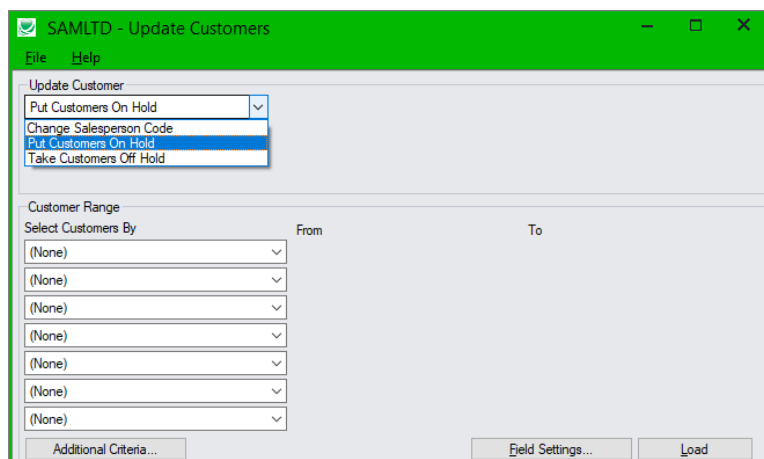 SAMLTD - Update Customers
File Help
Update Customer
Put Customers On Hold
Change Salesperson Code
Put Customers On Hold
Take Customers Off Hold
Customer Range
Select Customers By From To
(None)
(None)
(None)
(None)
(None)
(None)
(None)
Additional Criteria... Field Settings... Load